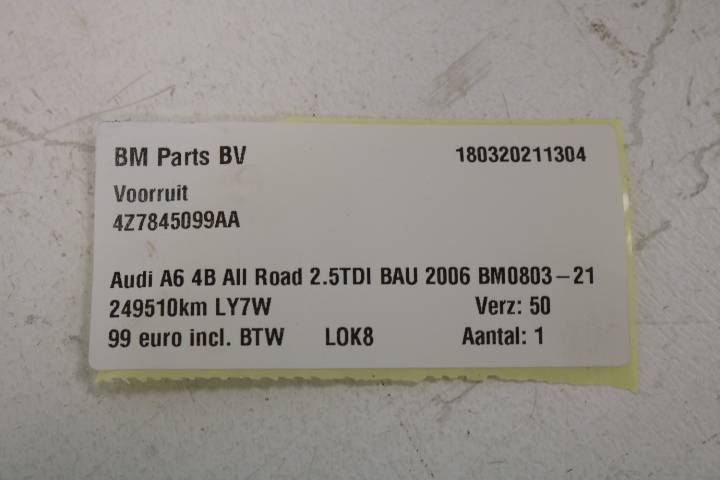 BM Parts BV 180320211304
Voorruit
4Z7845099AA
Audi A6 4B All Road 2.5TDI BAU 2006 BM0803-21
249510km LY7W Verz: 50
99 euro incl. BTW LOK8 Aantal: 1